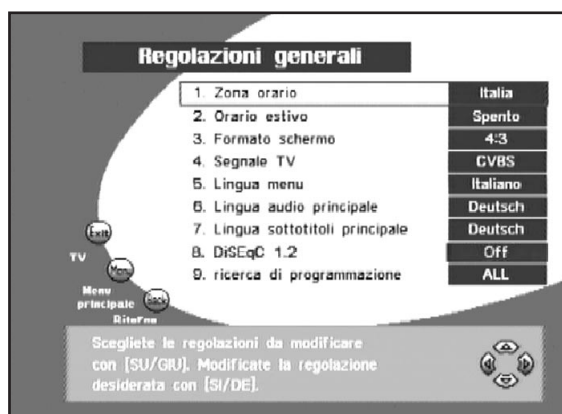 Regolazioni generali
1. Zona orario Italia
2. Orario estivo Spento
3. Formato schermo 4:3
4. Segnale TV CVBS
5. Lingua menu Italiano
6. Lingua audio principale Deutsch
7. Lingua sottotitoli principale Deutsch
8. DiSEqC 1.2 Off
9. ricerca di programmazione ALL
Exit
TV
Menu
Menu
principale
Back
Ritorno
Scegliete le regolazioni da modificare
con [SU/GIU]. Modificate la regolazione
desiderata con [SI/DE].